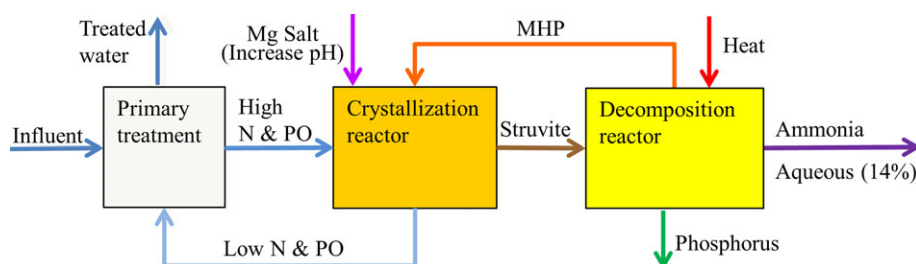 Treated
water
Mg Salt
(Increase pH)
MHP
Heat
Influent
Primary
treatment
High
N & PO
Crystallization
reactor
Struvite
Decomposition
reactor
Ammonia
Aqueous (14%)
Low N & PO
Phosphorus